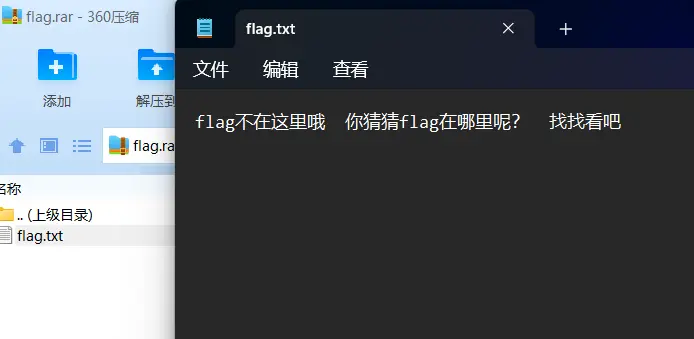 flag.rar - 360压缩
添加
解压到
flag.ra
名称
.. (上级目录)
flag.txt
flag.txt
文件 编辑 查看
flag不在这里哦 你猜猜flag在哪里呢? 找找看吧